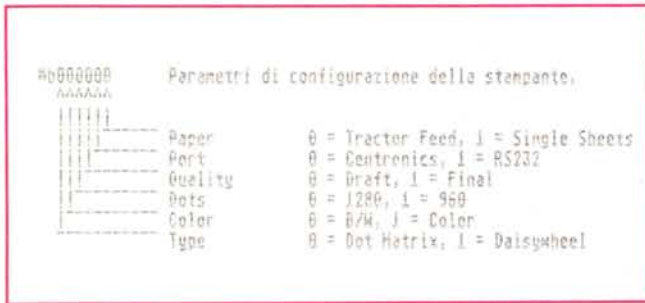 %b000000 Parametri di configurazione della stampante.
^^^^^^
||||||
|||||------- Paper 0 = Tractor Feed, 1 = Single Sheets
||||-------- Port 0 = Centronics, 1 = RS232
|||--------- Quality 0 = Draft, 1 = Final
||---------- Dots 0 = 1280, 1 = 960
|----------- Color 0 = B/W, 1 = Color
------------ Type 0 = Dot Matrix, 1 = Daisywheel